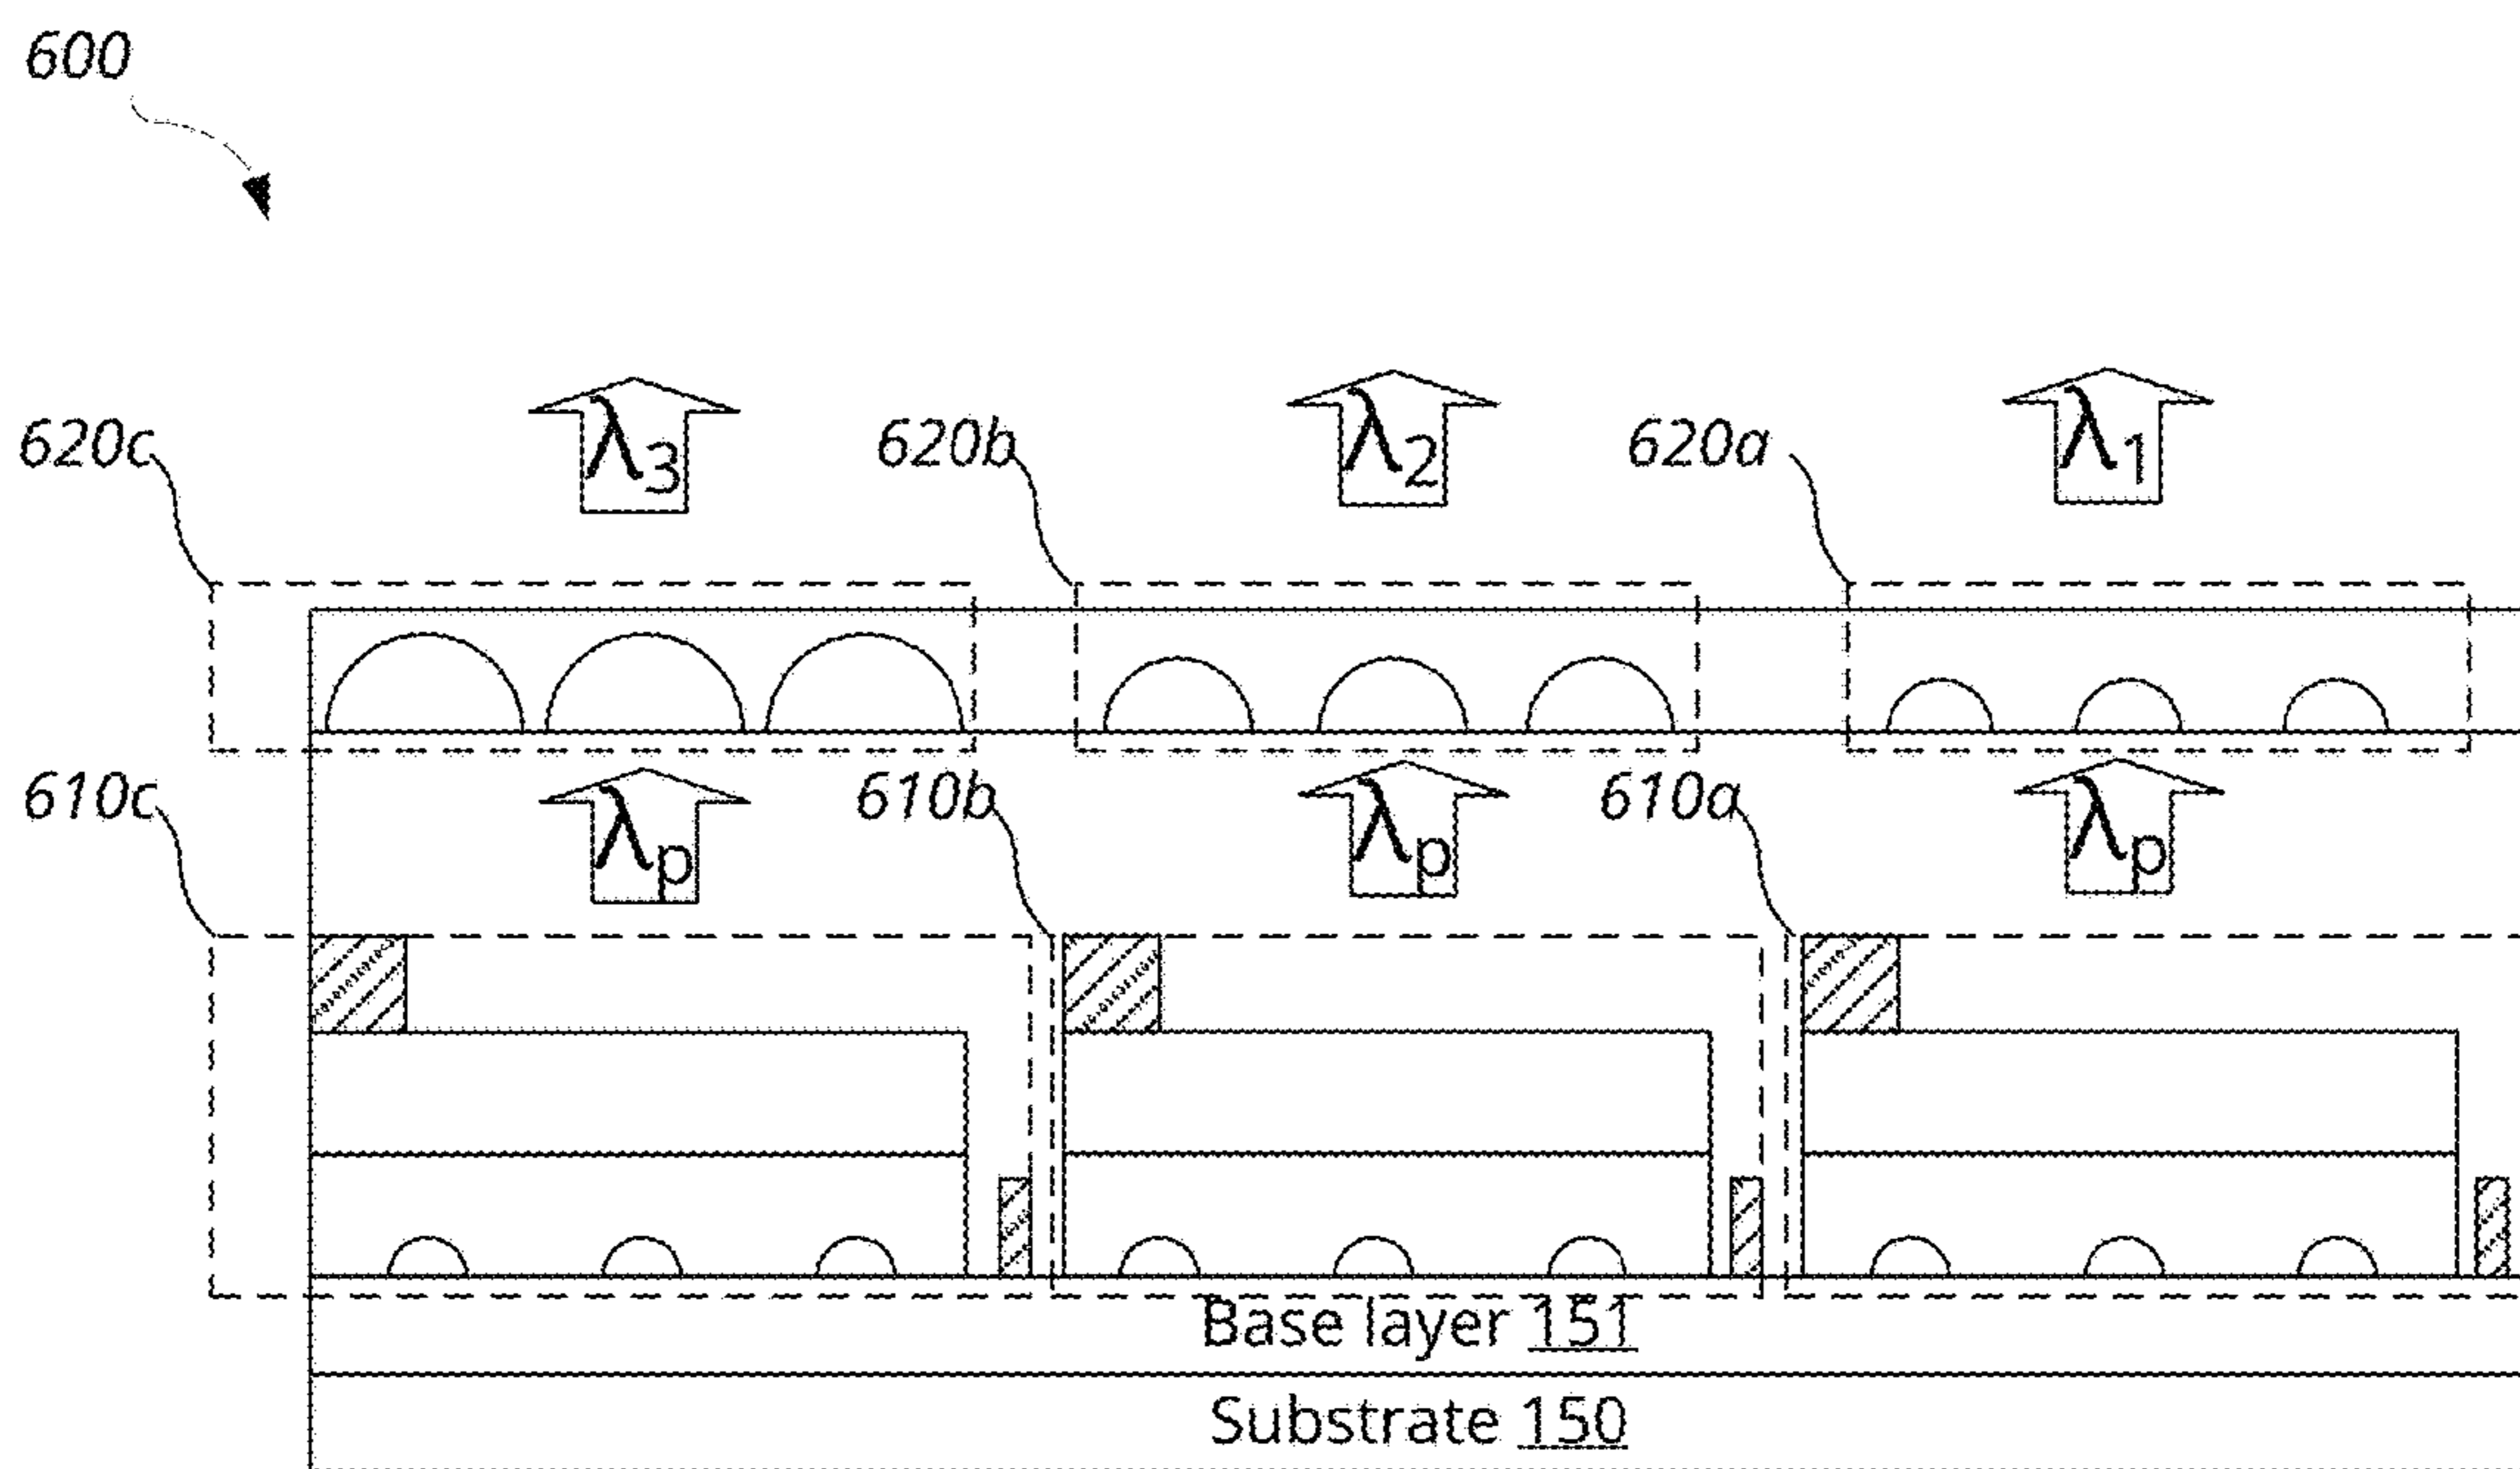 600
620c
λ3
620b
λ2
620a
λ1
610c
λp
610b
λp
610a
λp
Base layer 151
Substrate 150